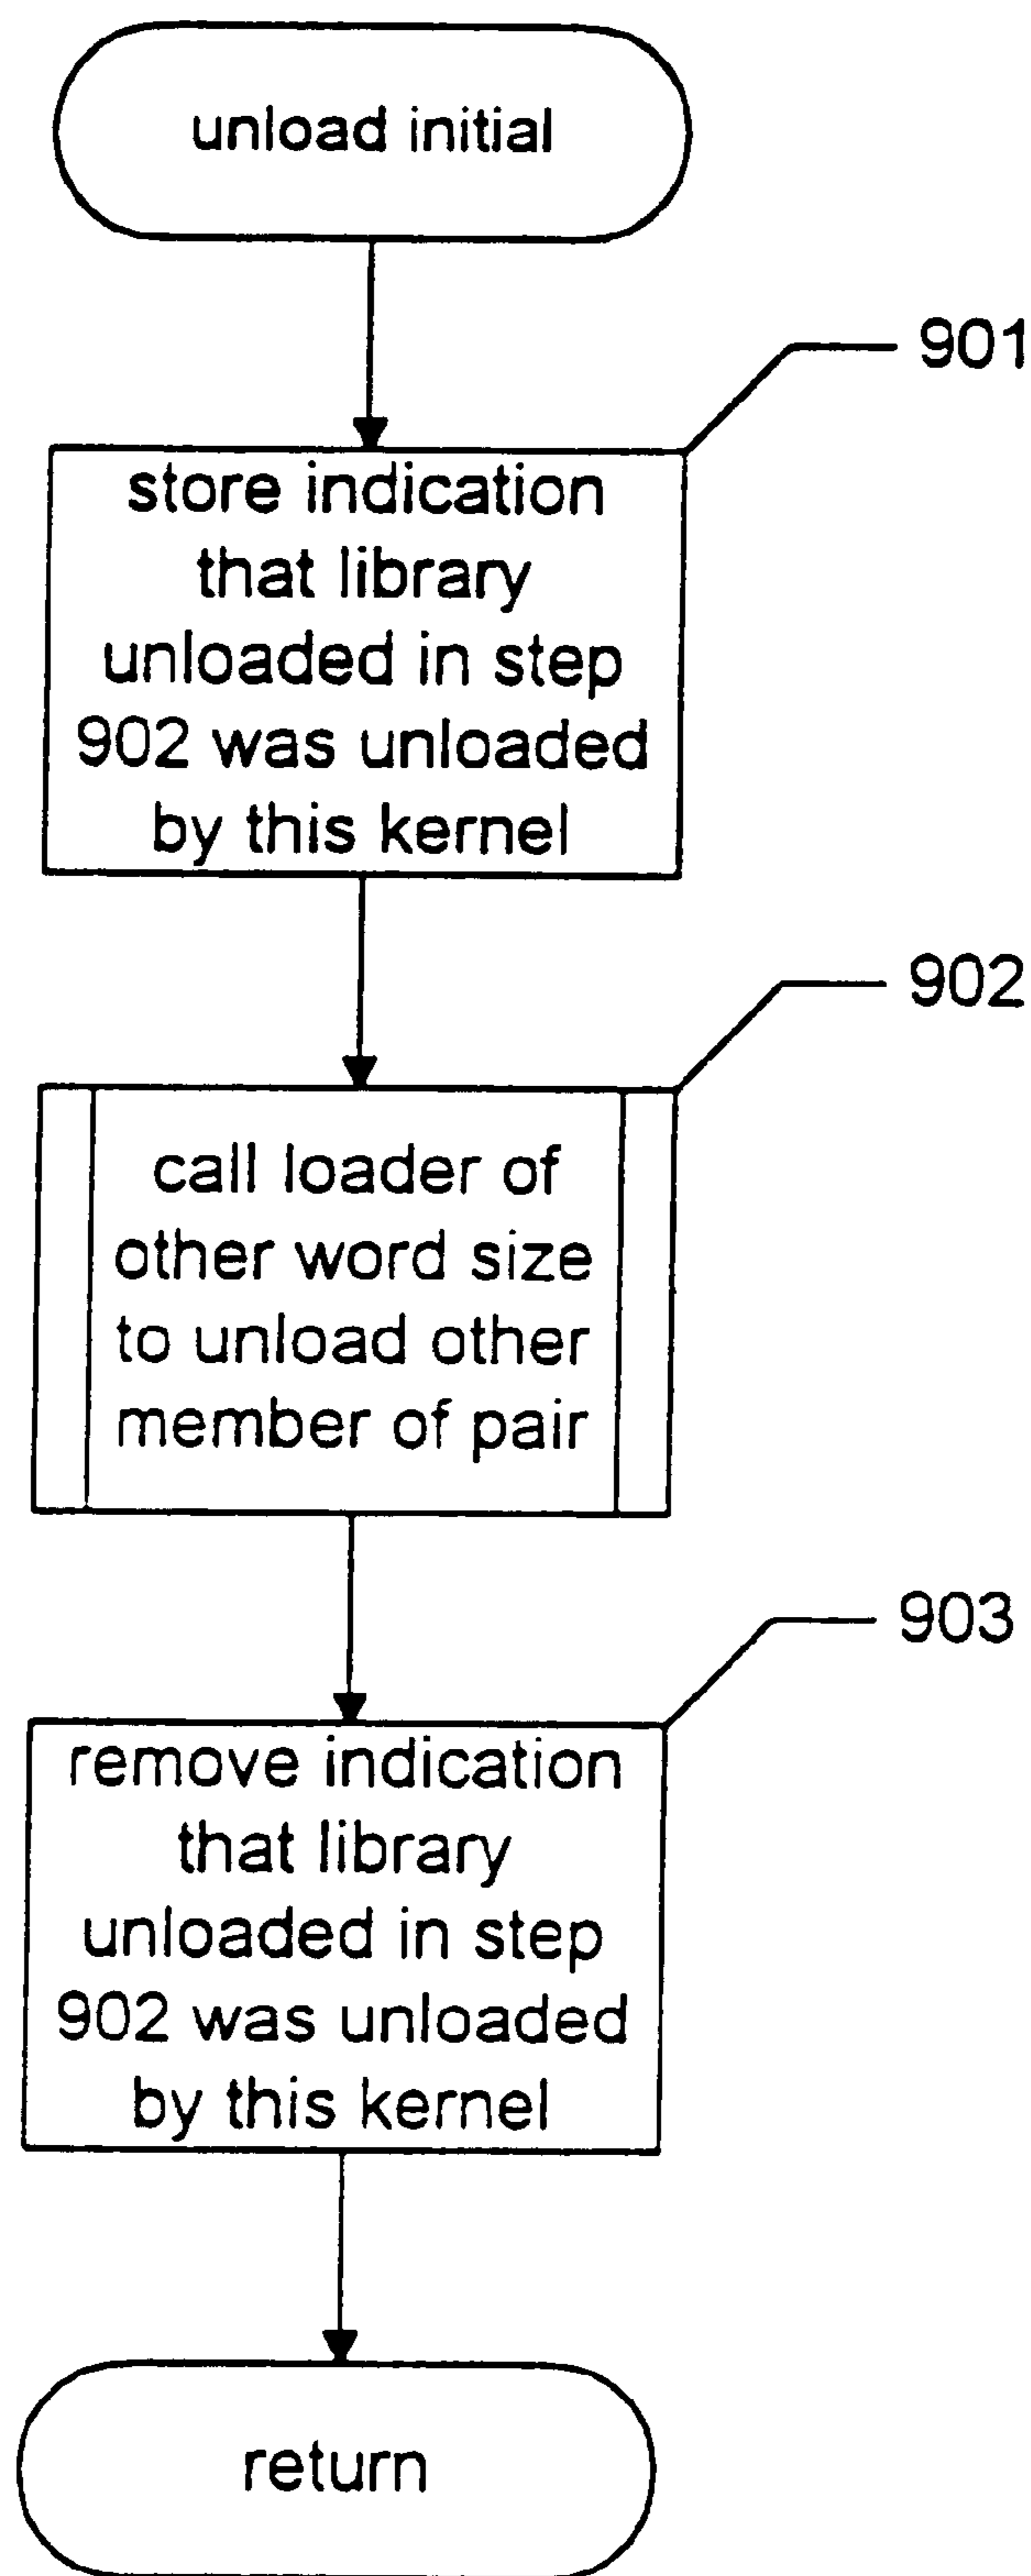 unload initial
901
store indication
that library
unloaded in step
902 was unloaded
by this kernel
902
call loader of
other word size
to unload other
member of pair
903
remove indication
that library
unloaded in step
902 was unloaded
by this kernel
return